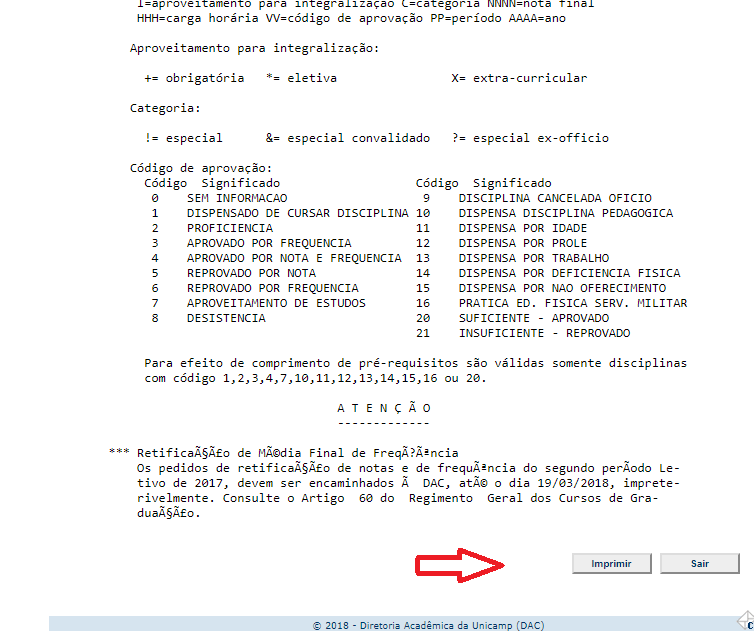 I=aproveitamento para integralização C=categoria NNNN=nota final
HHH=carga horária VV=código de aprovação PP=período AAAA=ano
Aproveitamento para integralização:
+= obrigatória *= eletiva X= extra-curricular
Categoria:
!= especial &= especial convalidado ?= especial ex-officio
Código de aprovação:
Código Significado Código Significado
0 SEM INFORMACAO 9 DISCIPLINA CANCELADA OFICIO
1 DISPENSADO DE CURSAR DISCIPLINA 10 DISPENSA DISCIPLINA PEDAGOGICA
2 PROFICIENCIA 11 DISPENSA POR IDADE
3 APROVADO POR FREQUENCIA 12 DISPENSA POR PROLE
4 APROVADO POR NOTA E FREQUENCIA 13 DISPENSA POR TRABALHO
5 REPROVADO POR NOTA 14 DISPENSA POR DEFICIENCIA FISICA
6 REPROVADO POR FREQUENCIA 15 DISPENSA POR NAO OFERECIMENTO
7 APROVEITAMENTO DE ESTUDOS 16 PRATICA ED. FISICA SERV. MILITAR
8 DESISTENCIA 20 SUFICIENTE - APROVADO
21 INSUFICIENTE - REPROVADO
Para efeito de comprimento de pré-requisitos são válidas somente disciplinas
com código 1,2,3,4,7,10,11,12,13,14,15,16 ou 20.
A T E N Ç Ã O
-------------
*** RetificaÃ§Ã£o de MÃ©dia Final de FreqÃ?Ãªncia
Os pedidos de retificaÃ§Ã£o de notas e de frequÃªncia do segundo perÃ­odo Le-
tivo de 2017, devem ser encaminhados Ã  DAC, atÃ© o dia 19/03/2018, imprete-
rivelmente. Consulte o Artigo 60 do Regimento Geral dos Cursos de Gra-
duaÃ§Ã£o.
Imprimir Sair
© 2018 - Diretoria Acadêmica da Unicamp (DAC)